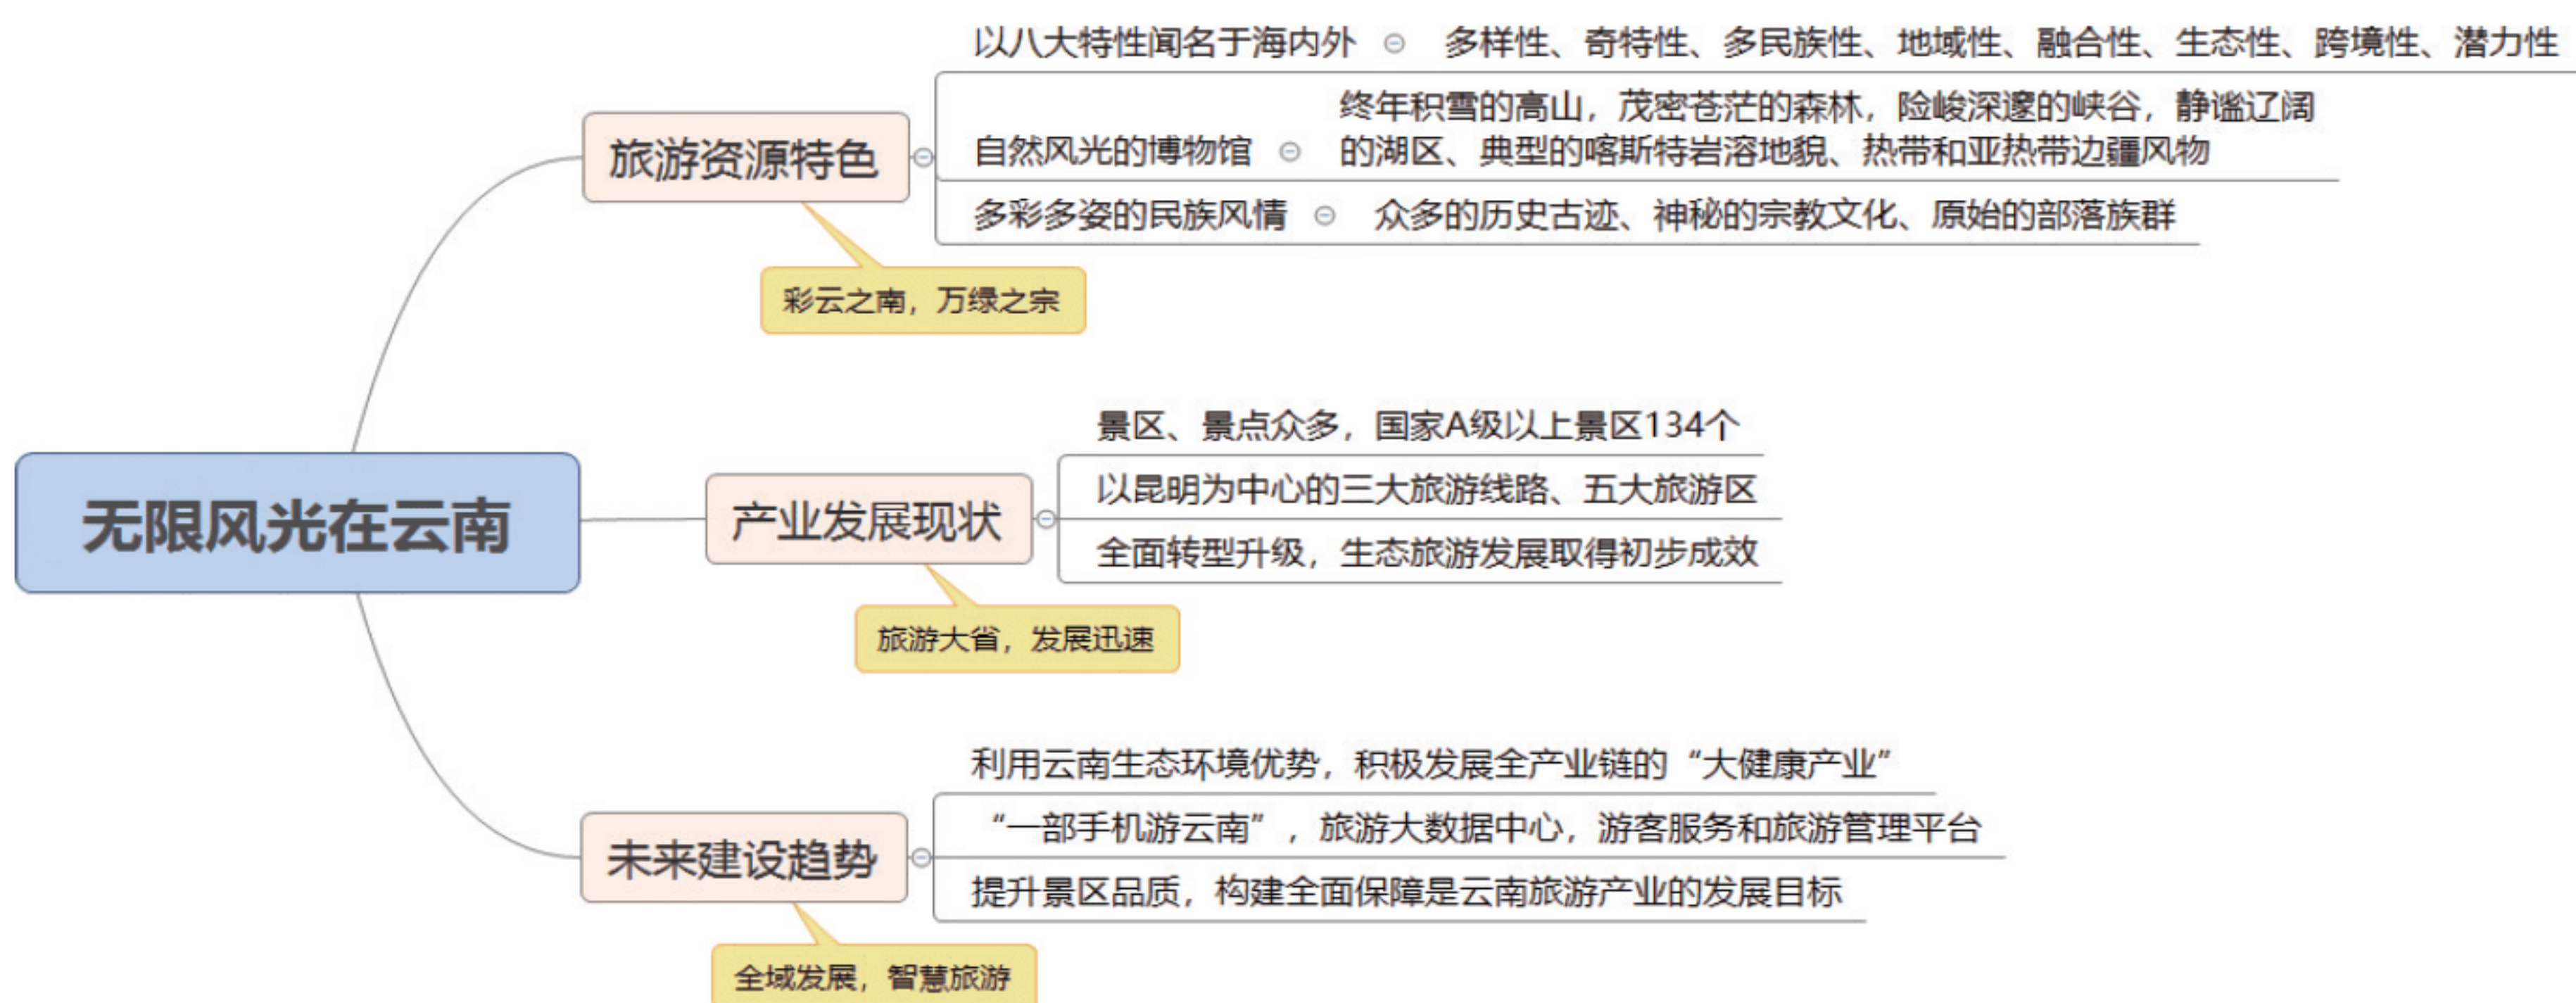 以八大特性闻名于海内外 多样性、奇特性、多民族性、地域性、融合性、生态性、跨境性、潜力性
终年积雪的高山，茂密苍茫的森林，险峻深邃的峡谷，静谧辽阔
旅游资源特色
自然风光的博物馆 的湖区、典型的喀斯特岩溶地貌、热带和亚热带边疆风物
多彩多姿的民族风情 众多的历史古迹、神秘的宗教文化、原始的部落族群
彩云之南，万绿之宗
无限风光在云南
景区、景点众多，国家A级以上景区134个
以昆明为中心的三大旅游线路、五大旅游区
产业发展现状
全面转型升级，生态旅游发展取得初步成效
旅游大省，发展迅速
利用云南生态环境优势，积极发展全产业链的“大健康产业”
“一部手机游云南”，旅游大数据中心，游客服务和旅游管理平台
未来建设趋势
提升景区品质，构建全面保障是云南旅游产业的发展目标
全域发展，智慧旅游